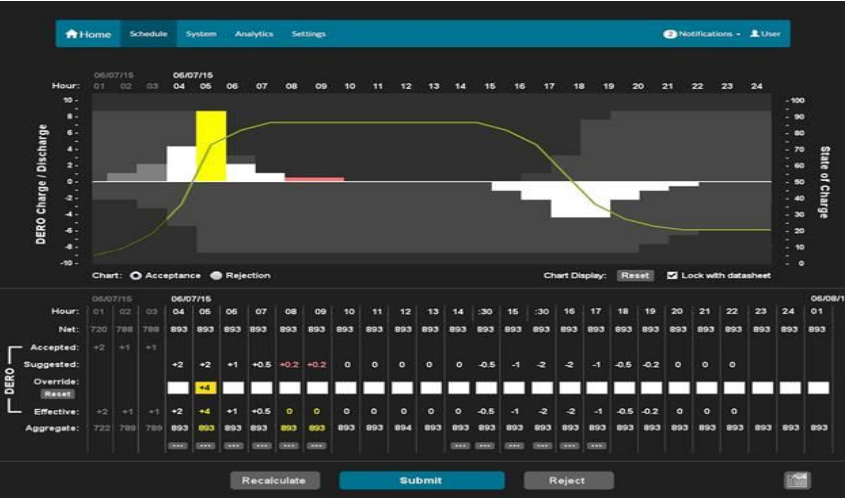 Home Schedule System Analytics Settings 2 Notifications User
06/07/15 06/07/15
Hour: 01 02 03 04 05 06 07 08 09 10 11 12 13 14 15 16 17 18 19 20 21 22 23 24
10 100
8 90
6 80
4 70
2 60
0 50
-2 40
-4 30
-6 20
-8 10
-10 0
DERO Charge / Discharge
State of Charge
Chart: Acceptance Rejection Chart Display: Reset Lock with datasheet
06/07/15 06/07/15 06/08/1
Hour: 01 02 03 04 05 06 07 08 09 10 11 12 13 14 :30 15 :30 16 17 18 19 20 21 22 23 24 01
Net: 720 788 788 893 893 893 893 893 893 893 893 893 893 893 893 893 893 893 893 893 893 893 893 893 893 893 893
Accepted: +2 +1 +1
Suggested: +2 +2 +1 +0.5 +0.2 +0.2 0 0 0 0 0 -0.5 -1 -2 -2 -1 -0.5 -0.2 0 0 0
DERO
Override: +4
Reset
Effective: +2 +1 +1 +2 +4 +1 +0.5 0 0 0 0 0 0 0 -0.5 -1 -2 -2 -1 -0.5 -0.2 0 0 0
Aggregate: 722 789 789 893 893 893 893 893 893 893 893 894 893 893 893 893 893 893 893 893 893 893 893 893 893 893 893
... ... ... ... ... ... ... ... ... ... ... ...
Recalculate Submit Reject